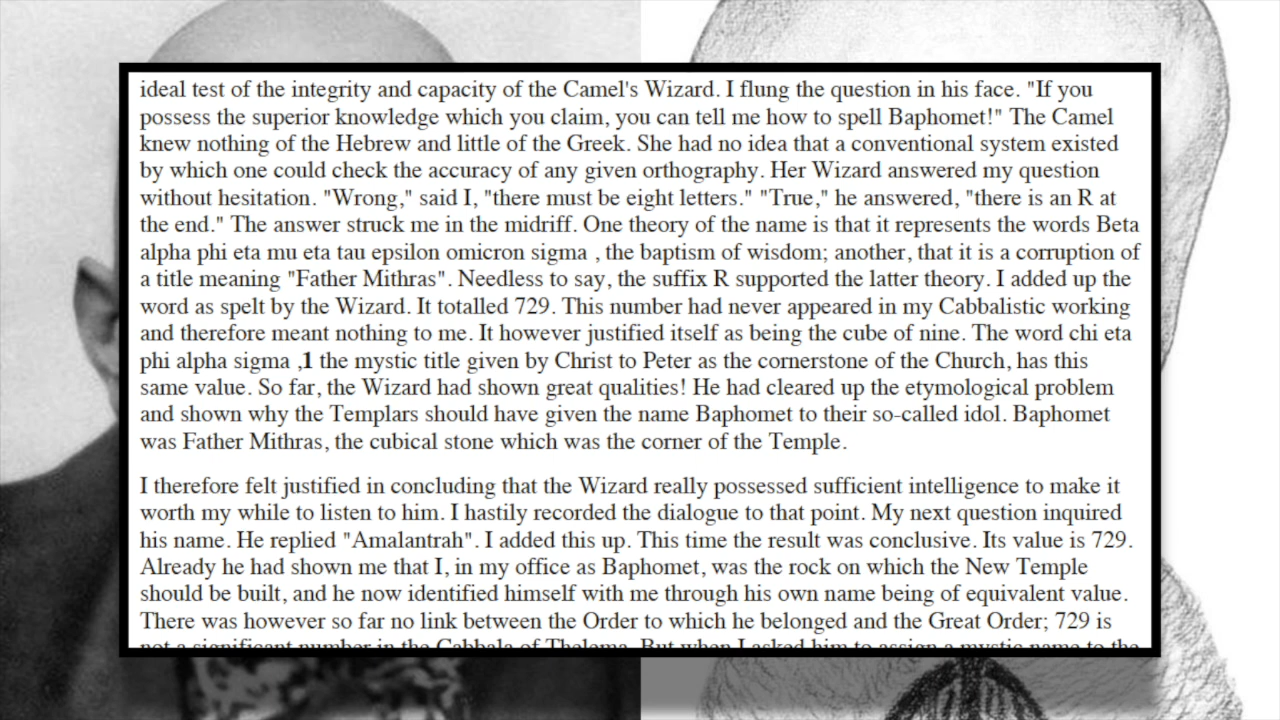 ideal test of the integrity and capacity of the Camel's Wizard. I flung the question in his face. "If you
possess the superior knowledge which you claim, you can tell me how to spell Baphomet!" The Camel
knew nothing of the Hebrew and little of the Greek. She had no idea that a conventional system existed
by which one could check the accuracy of any given orthography. Her Wizard answered my question
without hesitation. "Wrong," said I, "there must be eight letters." "True," he answered, "there is an R at
the end." The answer struck me in the midriff. One theory of the name is that it represents the words Beta
alpha phi eta mu eta tau epsilon omicron sigma , the baptism of wisdom; another, that it is a corruption of
a title meaning "Father Mithras". Needless to say, the suffix R supported the latter theory. I added up the
word as spelt by the Wizard. It totalled 729. This number had never appeared in my Cabbalistic working
and therefore meant nothing to me. It however justified itself as being the cube of nine. The word chi eta
phi alpha sigma ,1 the mystic title given by Christ to Peter as the cornerstone of the Church, has this
same value. So far, the Wizard had shown great qualities! He had cleared up the etymological problem
and shown why the Templars should have given the name Baphomet to their so-called idol. Baphomet
was Father Mithras, the cubical stone which was the corner of the Temple.
I therefore felt justified in concluding that the Wizard really possessed sufficient intelligence to make it
worth my while to listen to him. I hastily recorded the dialogue to that point. My next question inquired
his name. He replied "Amalantrah". I added this up. This time the result was conclusive. Its value is 729.
Already he had shown me that I, in my office as Baphomet, was the rock on which the New Temple
should be built, and he now identified himself with me through his own name being of equivalent value.
There was however so far no link between the Order to which he belonged and the Great Order; 729 is
not a significant number in the Cabbala of Thelema. But when I asked him to assign a mystic name to the